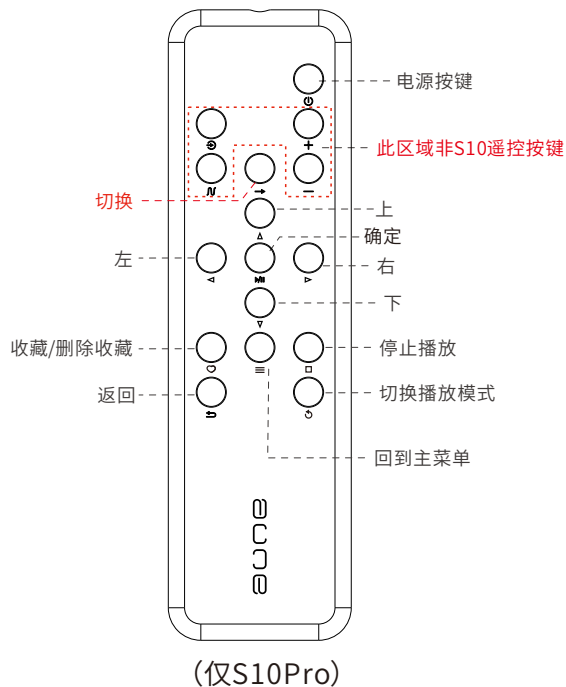 电源按键
此区域非S10遥控按键
切换
上
确定
左
右
下
收藏/删除收藏
停止播放
返回
切换播放模式
回到主菜单
aune
（仅S10Pro）